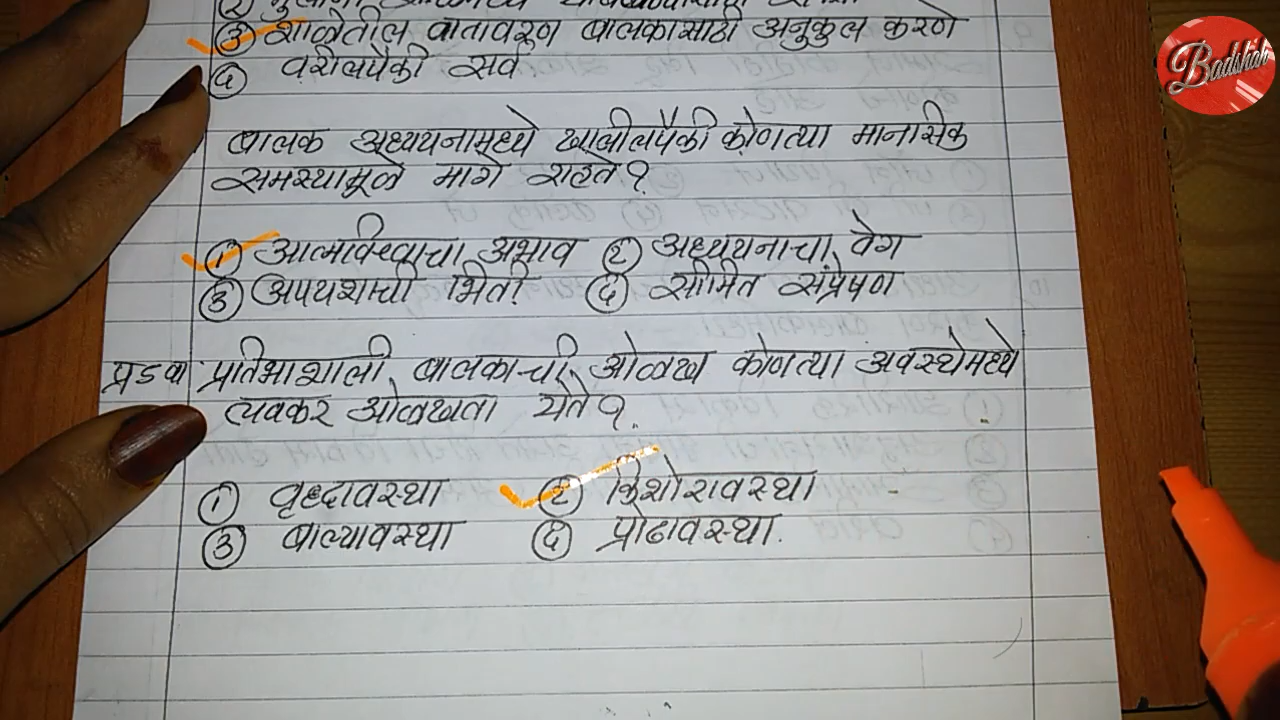 ③ शाळेतील वातावरण बालकासाठी अनुकुल करणे
④ वरीलपैकी सर्व
बालक अध्ययनामध्ये खालीलपैकी कोणत्या मानसिक
समस्यामूळे मागे राहते?
① आत्मविश्वाचा अभाव ② अध्ययनाचा वेग
③ अपयशाची भिती ④ सीमित संप्रेषण
प्रतिभाशाली बालकाची ओळख कोणत्या अवस्थेमध्ये
लवकर ओळखता येते?
① वृध्दावस्था ② किशोरावस्था
③ बाल्यावस्था ④ प्रोढावस्था.
Badshah